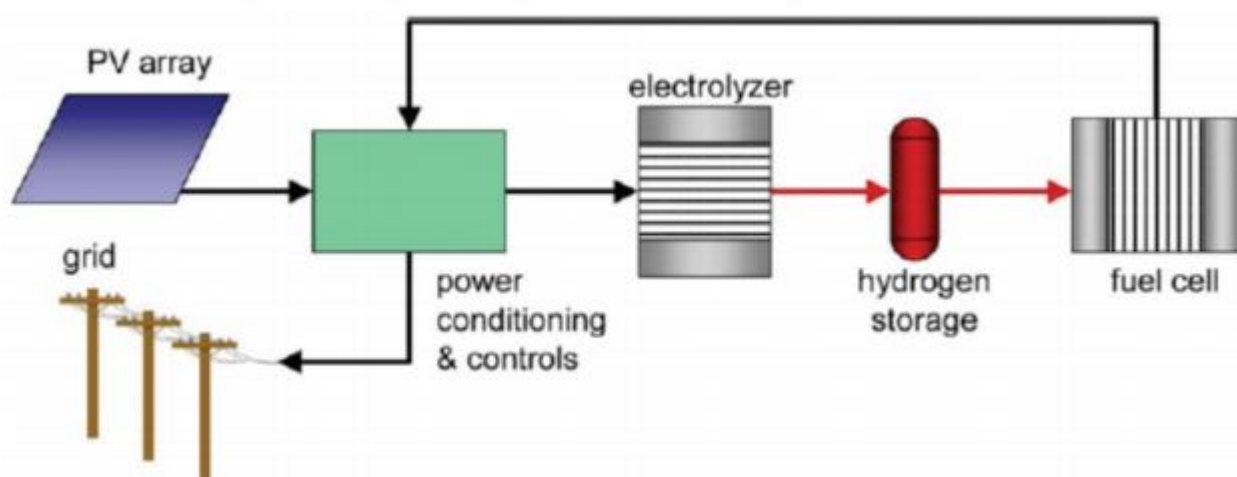 PV array
electrolyzer
grid
power
conditioning
& controls
hydrogen
storage
fuel cell